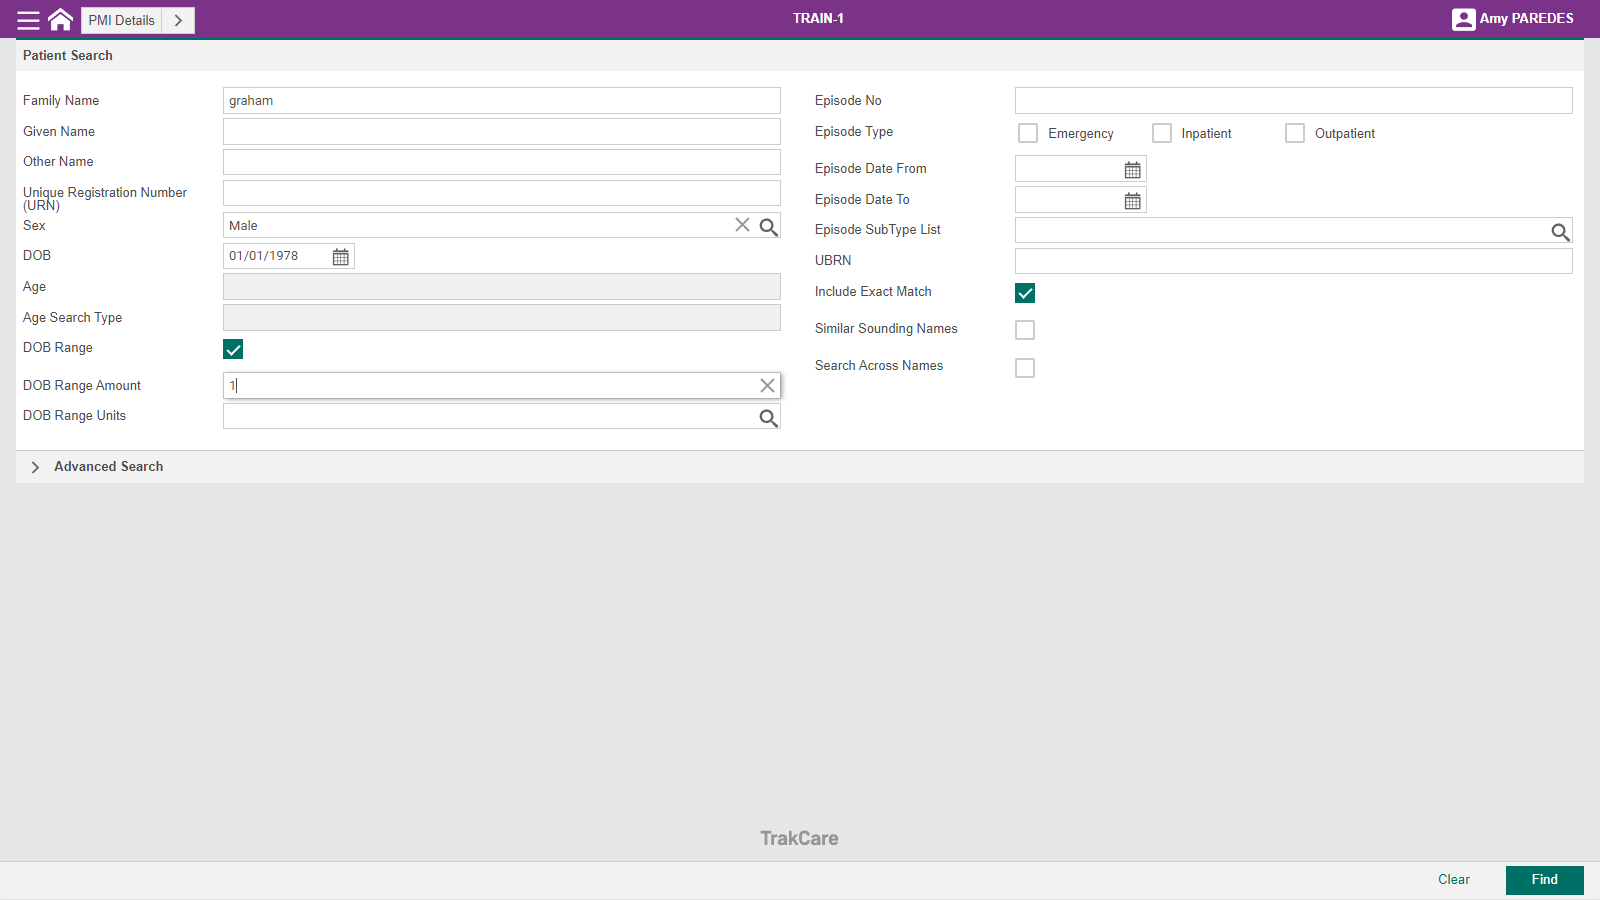 PMI Details
TRAIN-1
Amy PAREDES
Patient Search
Family Name
graham
Given Name
Other Name
Unique Registration Number
(URN)
Sex
Male
DOB
01/01/1978
Age
Age Search Type
DOB Range
DOB Range Amount
1
DOB Range Units
Episode No
Episode Type
Emergency
Inpatient
Outpatient
Episode Date From
Episode Date To
Episode SubType List
UBRN
Include Exact Match
Similar Sounding Names
Search Across Names
Advanced Search
TrakCare
Clear
Find